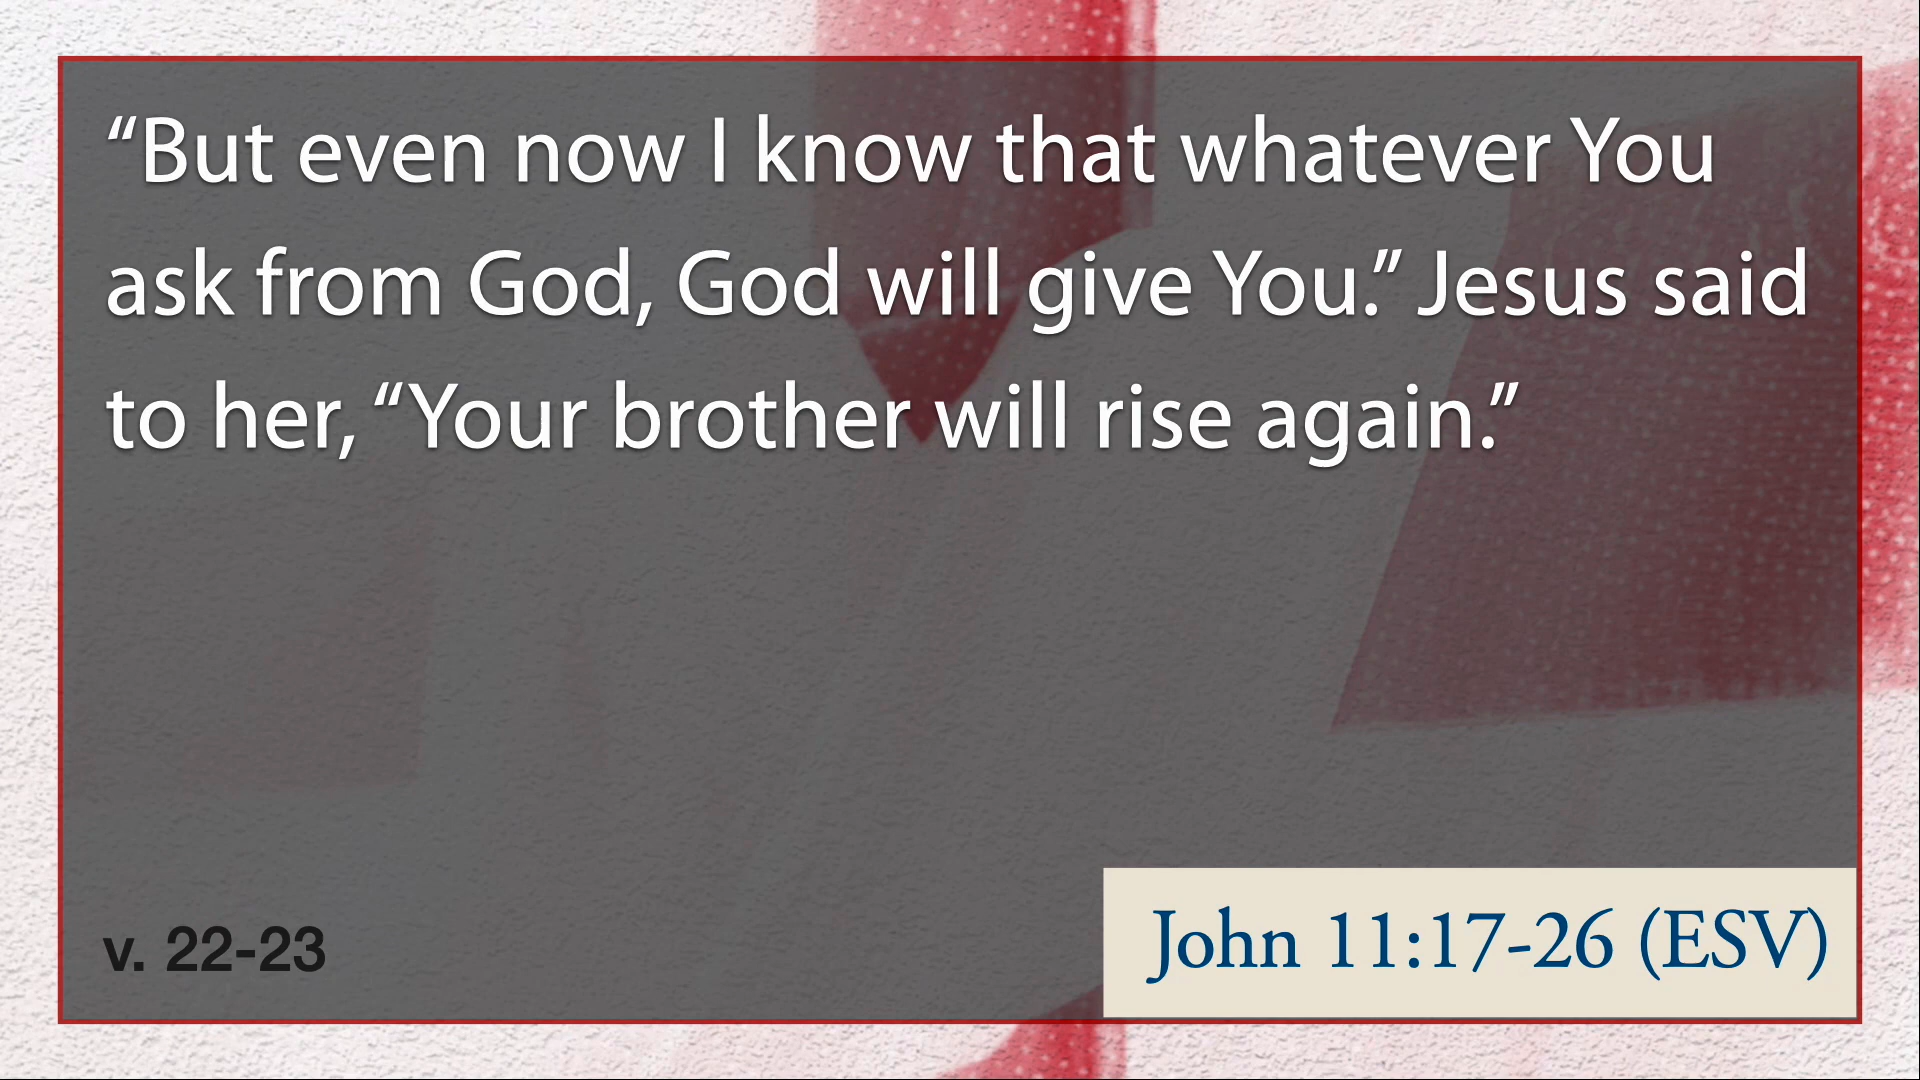 “But even now I know that whatever You
ask from God, God will give You.” Jesus said
to her, “Your brother will rise again.”
v. 22-23
John 11:17-26 (ESV)